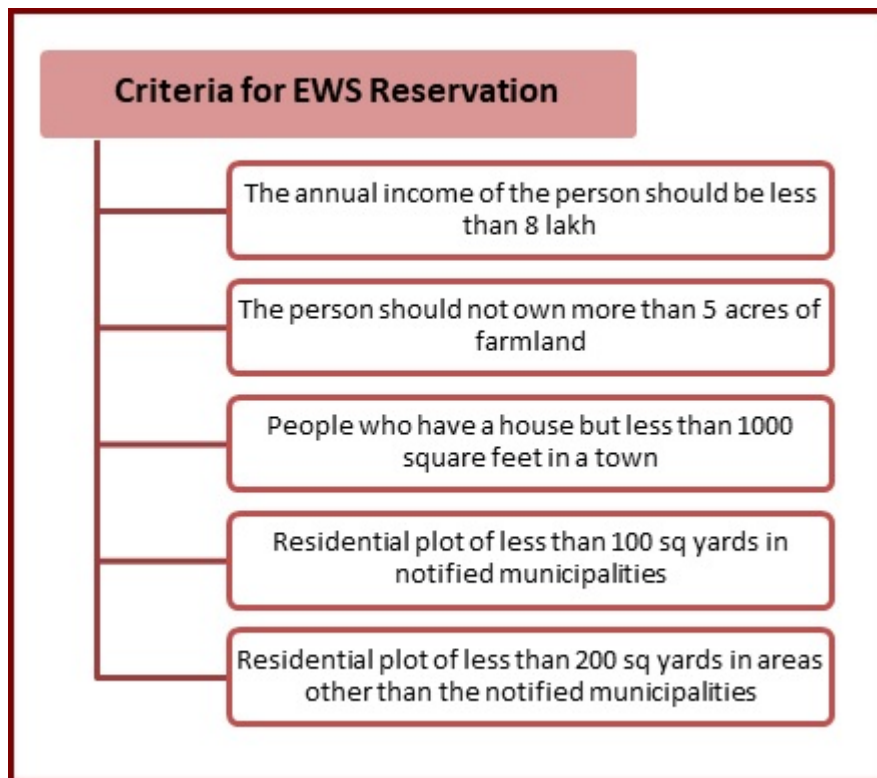 Criteria for EWS Reservation
The annual income of the person should be less
than 8 lakh
The person should not own more than 5 acres of
farmland
People who have a house but less than 1000
square feet in a town
Residential plot of less than 100 sq yards in
notified municipalities
Residential plot of less than 200 sq yards in areas
other than the notified municipalities